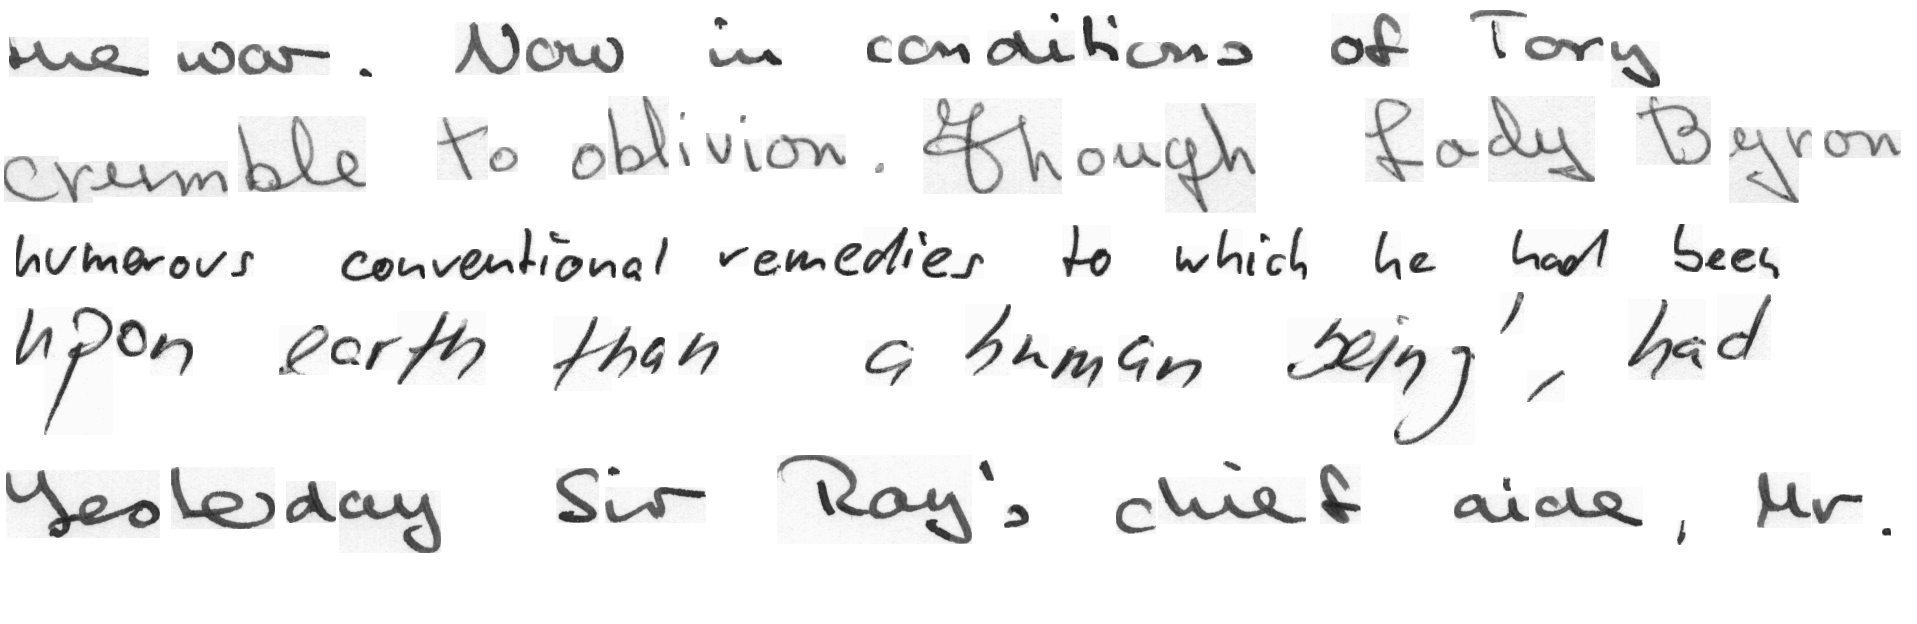 the war. Now in conditions of Tory
crumble to oblivion. Though Lady Byron
humorous conventional remedies to which he had been
upon earth than a human being', had
Yesterday Sir Ray's chief aide, Mr.